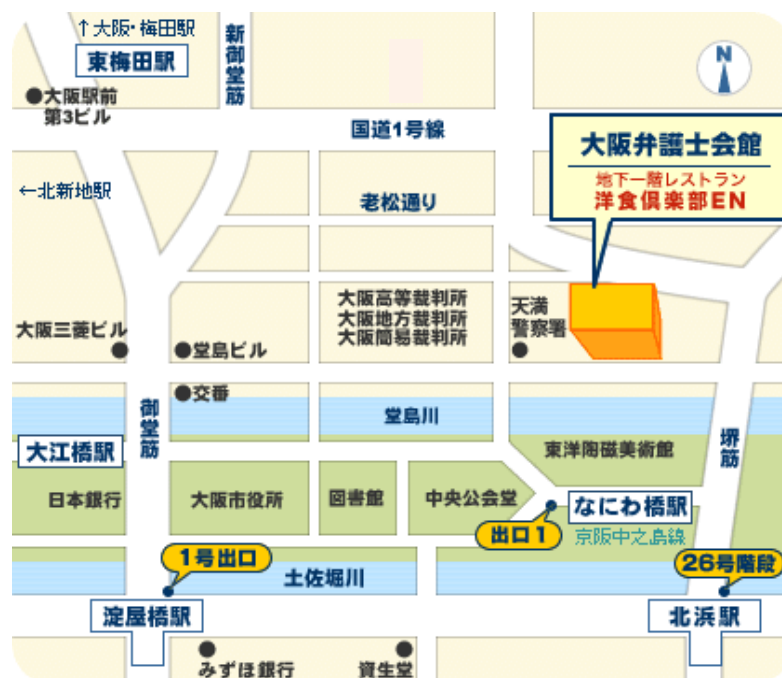 ↑大阪・梅田駅
東梅田駅
新御堂筋
N
●大阪駅前
第3ビル
国道1号線
大阪弁護士会館
地下一階レストラン
洋食倶楽部EN
←北新地駅
老松通り
大阪高等裁判所
大阪地方裁判所
大阪簡易裁判所
天満
警察署
大阪三菱ビル
堂島ビル
交番
御堂筋
堂島川
堺筋
大江橋駅
東洋陶磁美術館
日本銀行
大阪市役所
図書館
中央公会堂
なにわ橋駅
出口1
京阪中之島線
1号出口
土佐堀川
26号階段
淀屋橋駅
北浜駅
みずほ銀行
資生堂